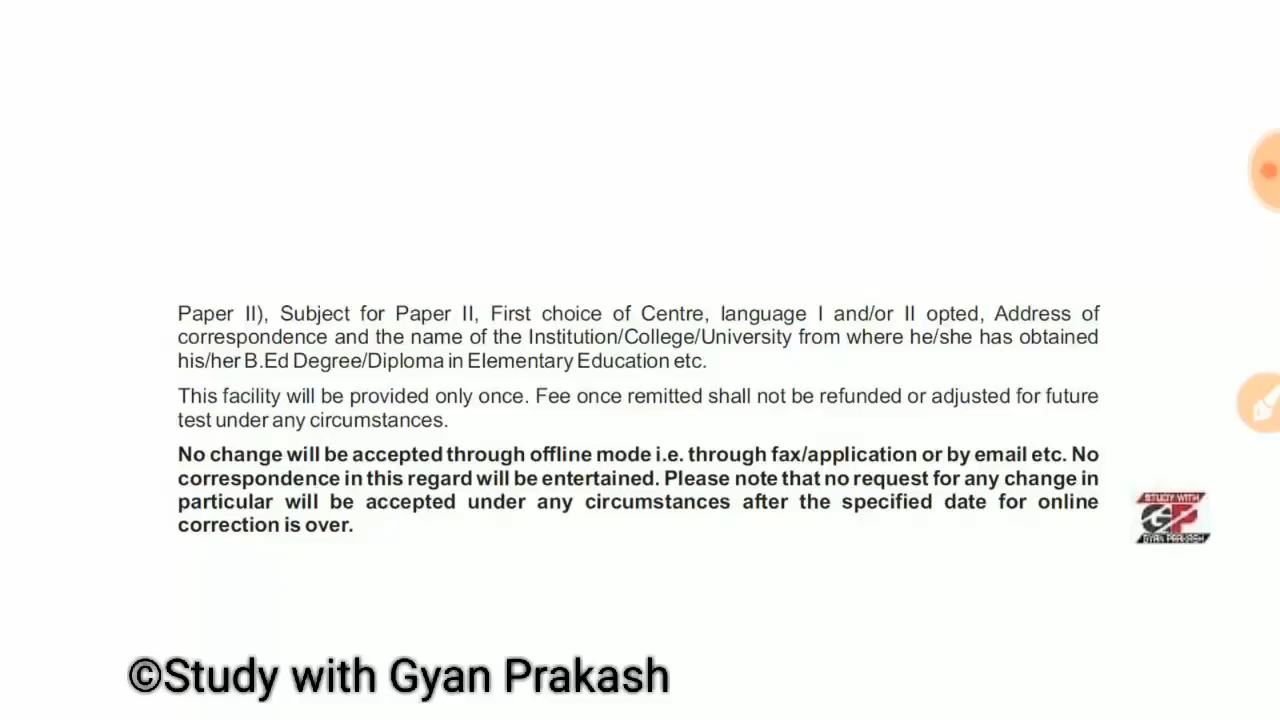 Paper II), Subject for Paper II, First choice of Centre, language I and/or II opted, Address of
correspondence and the name of the Institution/College/University from where he/she has obtained
his/her B.Ed Degree/Diploma in Elementary Education etc.
This facility will be provided only once. Fee once remitted shall not be refunded or adjusted for future
test under any circumstances.
No change will be accepted through offline mode i.e. through fax/application or by email etc. No
correspondence in this regard will be entertained. Please note that no request for any change in
particular will be accepted under any circumstances after the specified date for online
correction is over.
STUDY WITH
GP
GYAN PRAKASH
©Study with Gyan Prakash